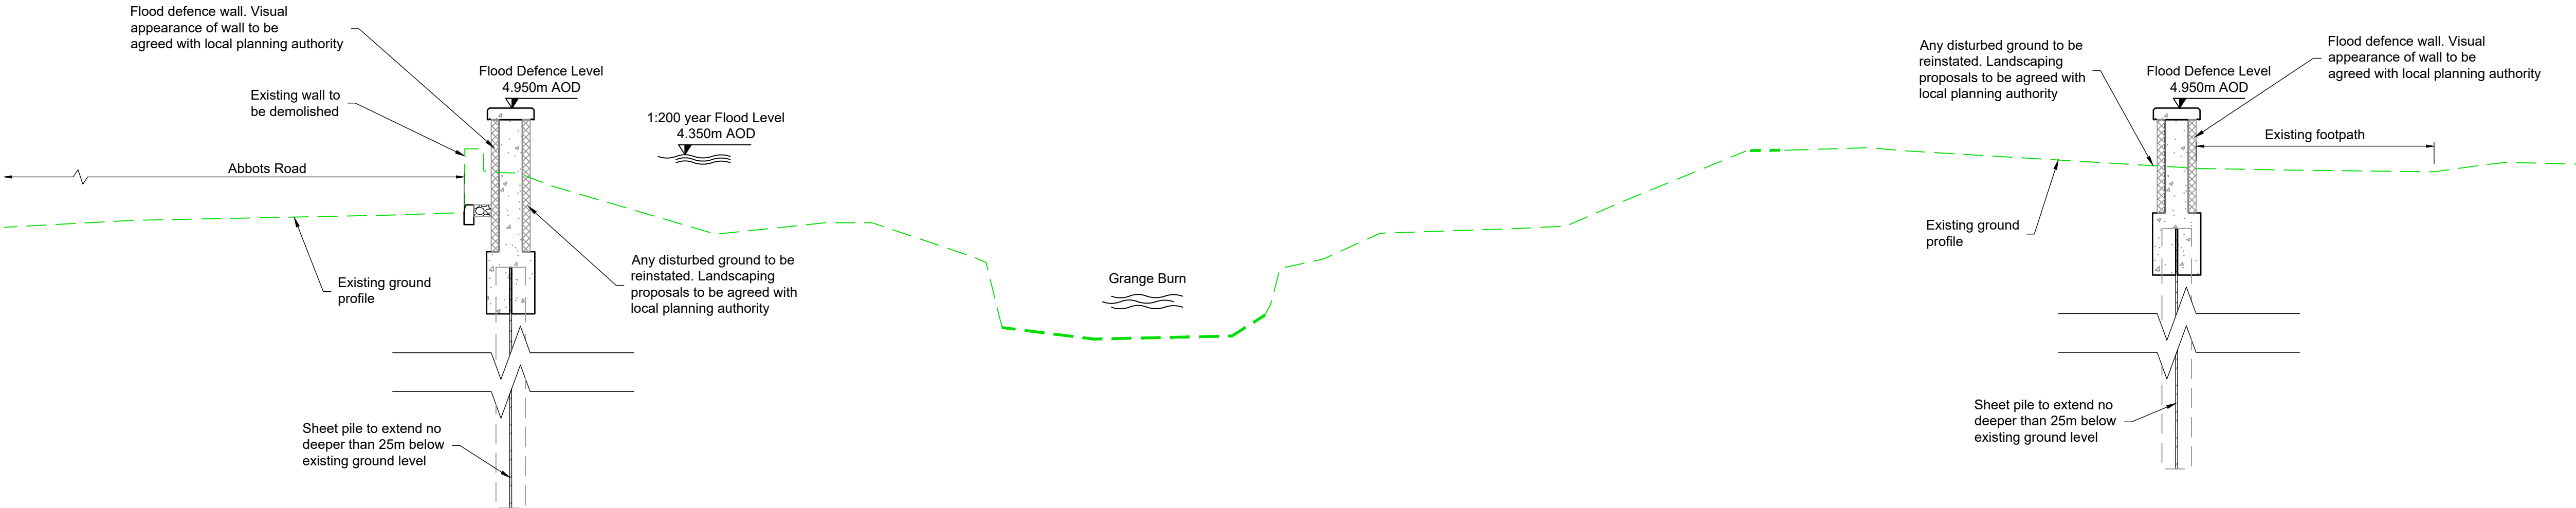 Flood defence wall. Visual
appearance of wall to be
agreed with local planning authority
Existing wall to
be demolished
Flood Defence Level
4.950m AOD
1:200 year Flood Level
4.350m AOD
Abbots Road
Existing ground
profile
Any disturbed ground to be
reinstated. Landscaping
proposals to be agreed with
local planning authority
Sheet pile to extend no
deeper than 25m below
existing ground level
Grange Burn
Any disturbed ground to be
reinstated. Landscaping
proposals to be agreed with
local planning authority
Flood Defence Level
4.950m AOD
Flood defence wall. Visual
appearance of wall to be
agreed with local planning authority
Existing footpath
Existing ground
profile
Sheet pile to extend no
deeper than 25m below
existing ground level